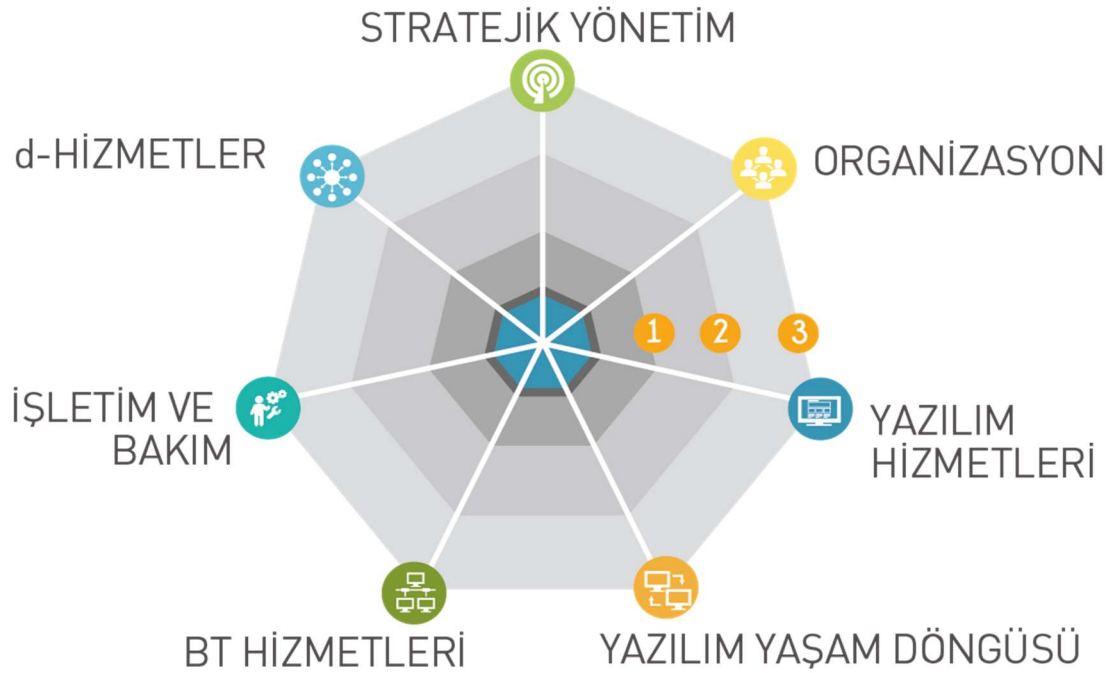 STRATEJİK YÖNETİM
d-HİZMETLER
ORGANİZASYON
1 2 3
İŞLETİM VE
BAKIM
YAZILIM
HİZMETLERİ
BT HİZMETLERİ
YAZILIM YAŞAM DÖNGÜSÜ